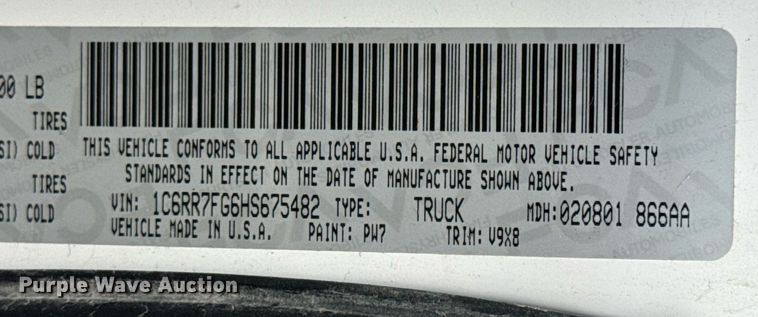 00 LB
TIRES
SI) COLD
TIRES
SI) COLD
THIS VEHICLE CONFORMS TO ALL APPLICABLE U.S.A. FEDERAL MOTOR VEHICLE SAFETY
STANDARDS IN EFFECT ON THE DATE OF MANUFACTURE SHOWN ABOVE.
VIN: 1C6RR7FG6HS675482 TYPE: TRUCK MDH:020801 866AA
VEHICLE MADE IN U.S.A. PAINT: PW7 TRIM: V9X8
Purple Wave Auction